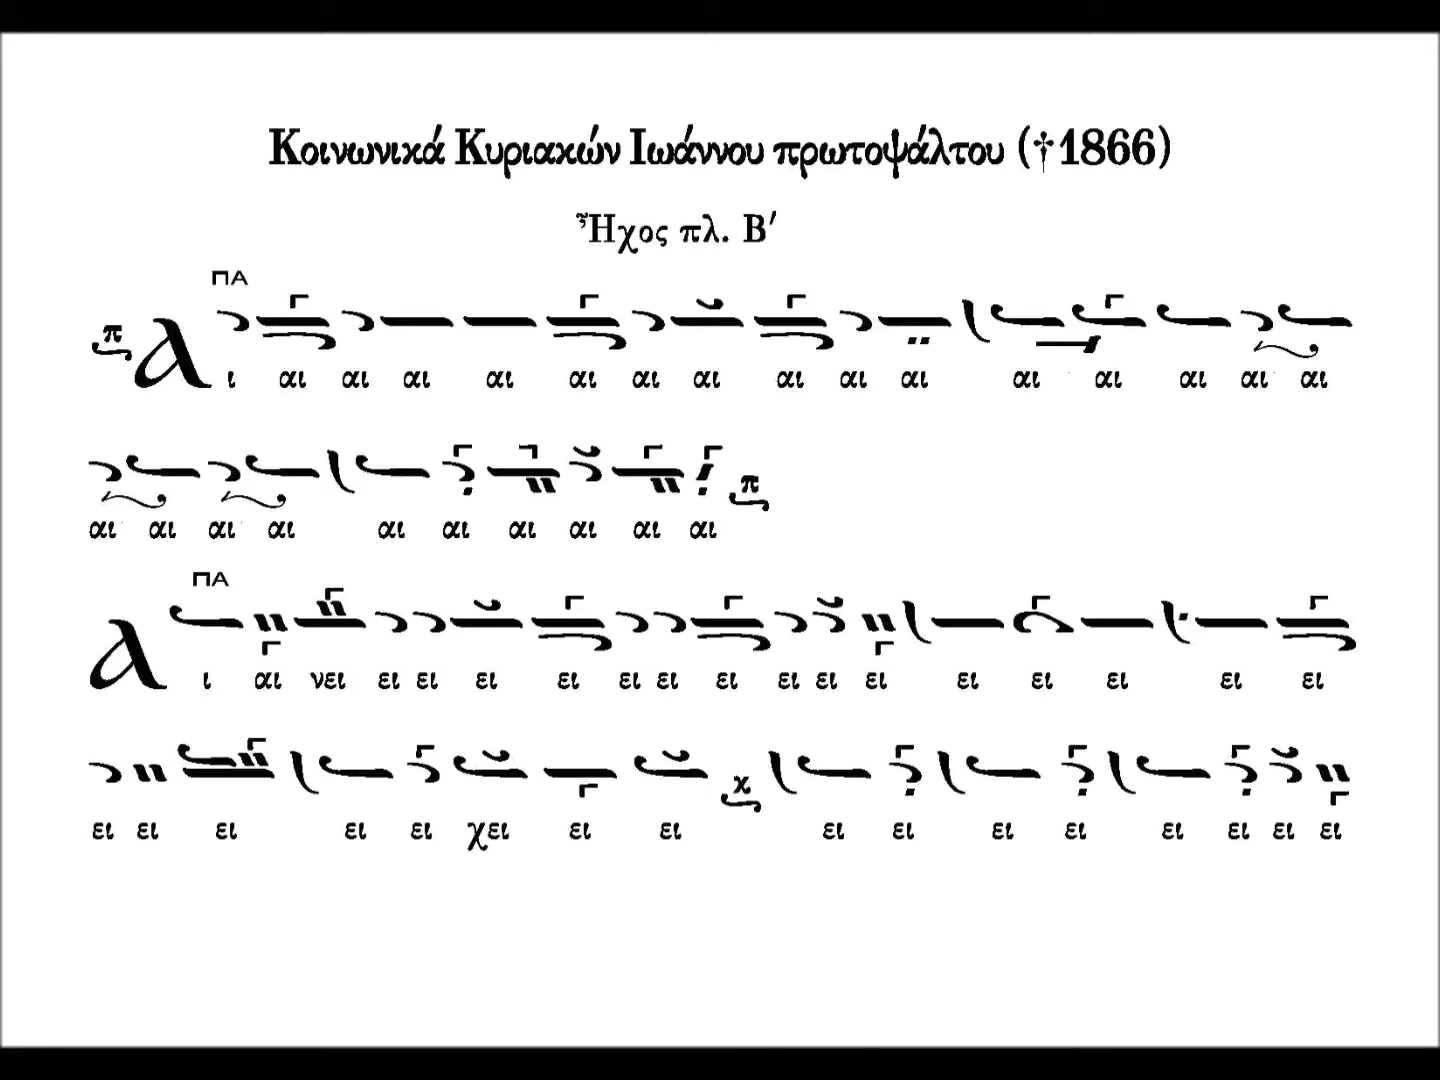 Κοινωνικά Κυριακών Ιωάννου πρωτοψάλτου (†1866)
Ἦχος πλ. Β′
ΠΑ
π α ι αι αι αι αι αι αι αι αι αι αι αι αι αι αι αι
αι αι αι αι αι αι αι αι αι αι π
ΠΑ
α ι αι νει ει ει ει ει ει ει ει ει ει ει ει ει ει ει ει
ει ει ει ει ει χει ει ει χ ει ει ει ει ει ει ει ει